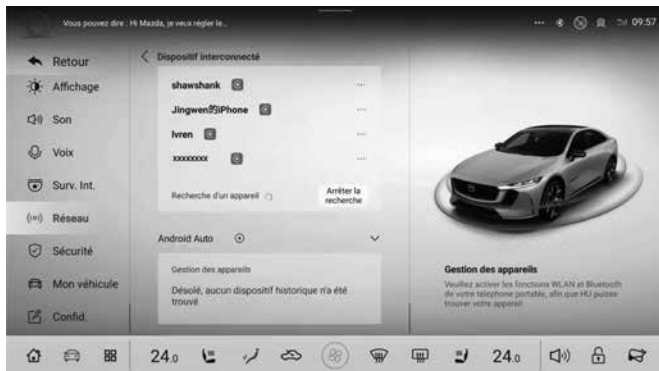 Vous pouvez dire : Hi Mazda, je veux régler le..
09:57
Retour
Affichage
Son
Voix
Surv. Int.
Réseau
Sécurité
Mon véhicule
Confid.
Dispositif interconnecté
shawshank
Jingwen的iPhone
lvren
xxxxxxxx
Recherche d'un appareil
Arrêter la
recherche
Android Auto
Gestion des appareils
Désolé, aucun dispositif historique n'a été
trouvé
Gestion des appareils
Veuillez activer les fonctions WLAN et Bluetooth
de votre téléphone portable, afin que HU puisse
trouver votre appareil
24.0
24.0